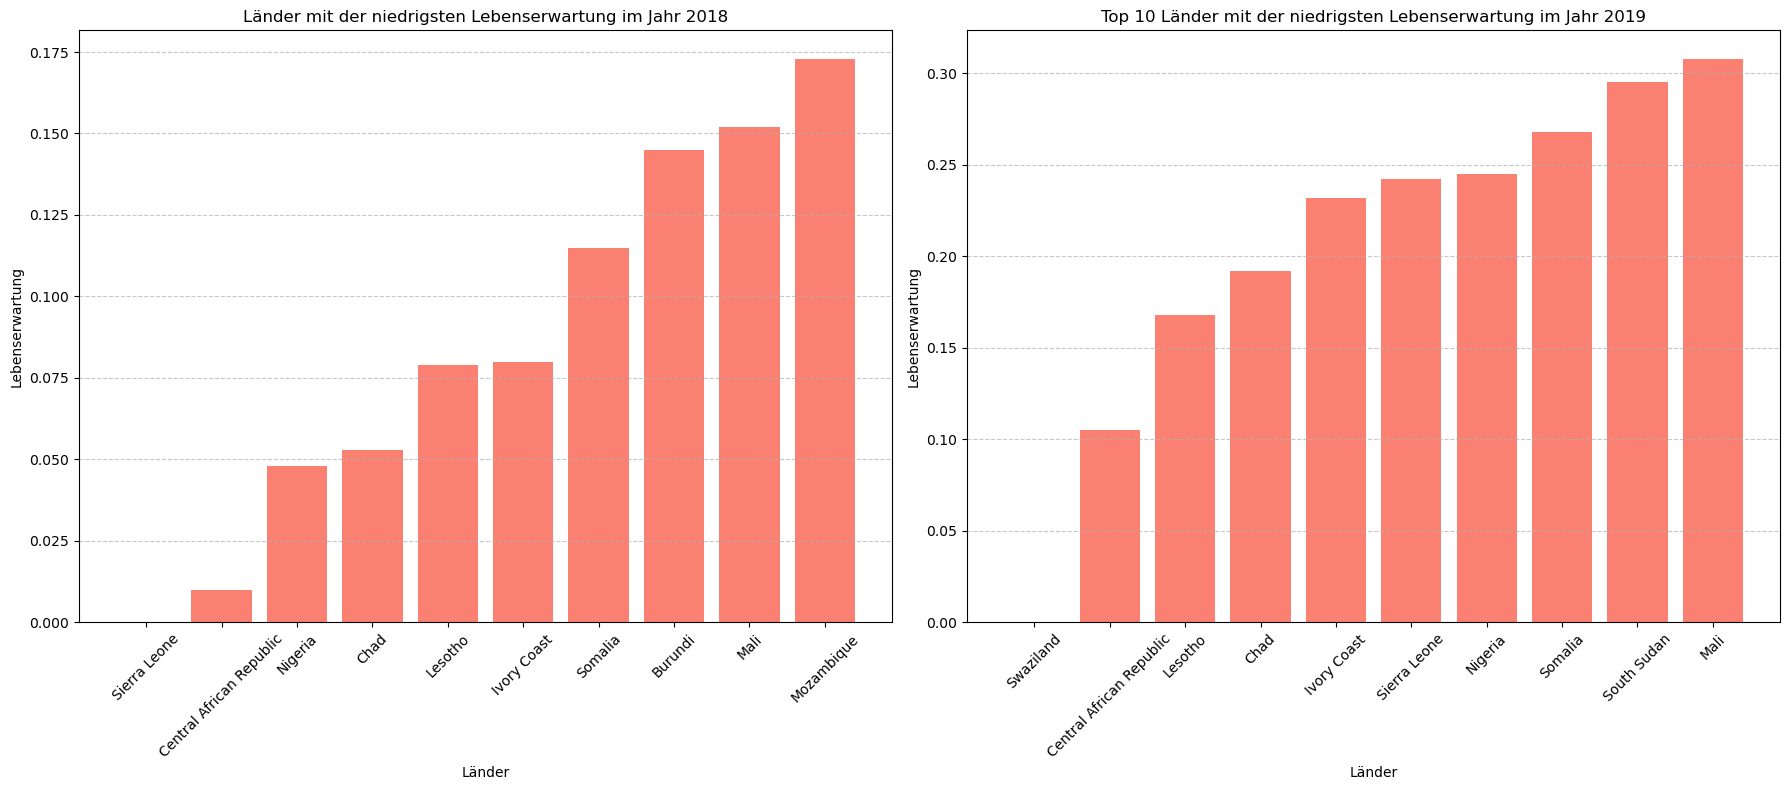 Länder mit der niedrigsten Lebenserwartung im Jahr 2018
Lebenserwartung
0.175
0.150
0.125
0.100
0.075
0.050
0.025
0.000
Sierra Leone
Central African Republic
Nigeria
Chad
Lesotho
Ivory Coast
Somalia
Burundi
Mali
Mozambique
Länder
Top 10 Länder mit der niedrigsten Lebenserwartung im Jahr 2019
Lebenserwartung
0.30
0.25
0.20
0.15
0.10
0.05
0.00
Swaziland
Central African Republic
Lesotho
Chad
Ivory Coast
Sierra Leone
Nigeria
Somalia
South Sudan
Mali
Länder